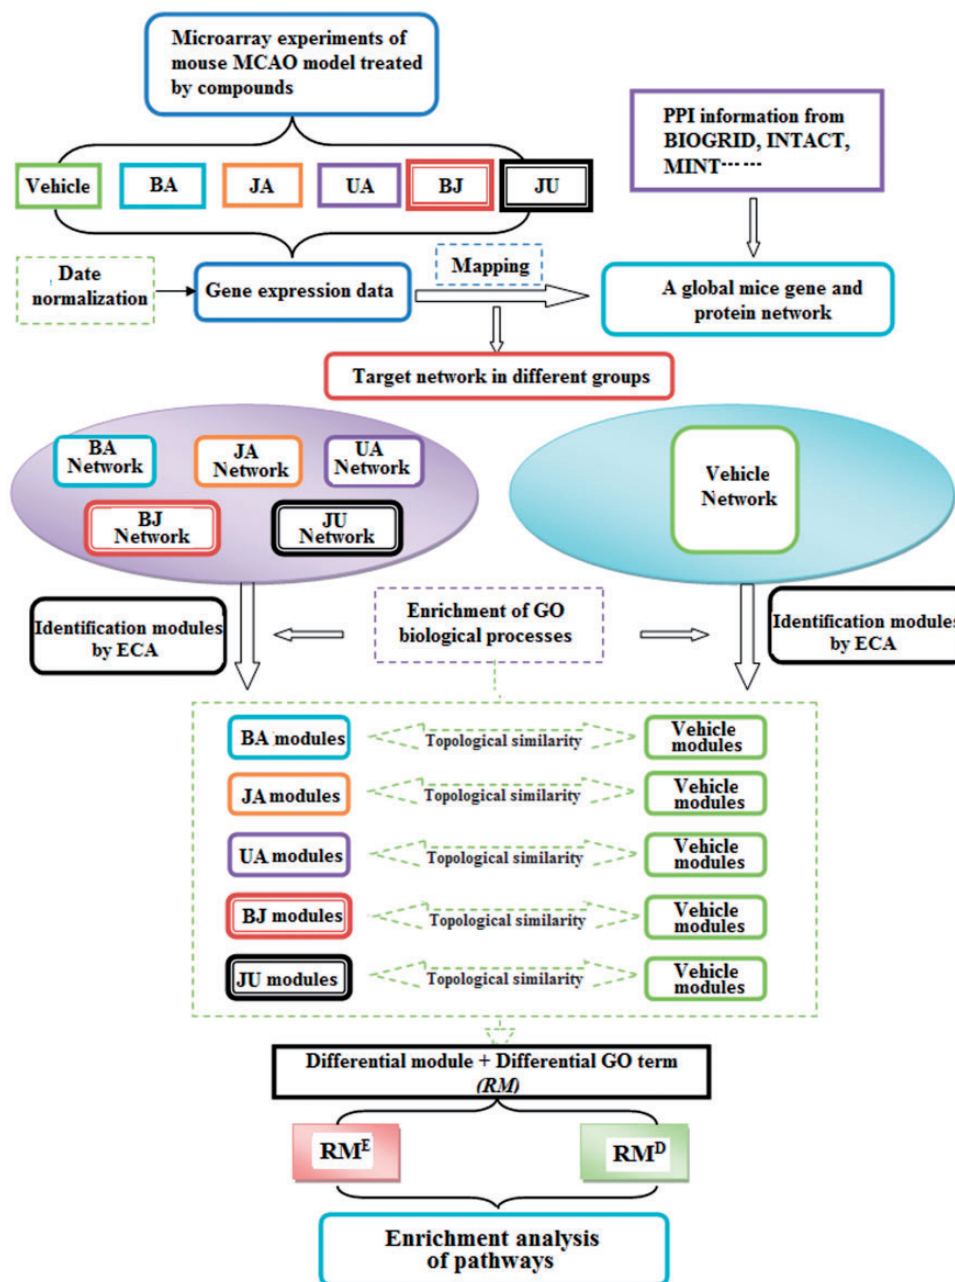 Microarray experiments of
mouse MCAO model treated
by compounds
PPI information from
BIOGRID, INTACT,
MINT⋯⋯
Vehicle
BA
JA
UA
BJ
JU
Date
normalization
Gene expression data
Mapping
A global mice gene and
protein network
Target network in different groups
BA
Network
JA
Network
UA
Network
BJ
Network
JU
Network
Vehicle
Network
Identification modules
by ECA
Enrichment of GO
biological processes
Identification modules
by ECA
BA modules
Topological similarity
Vehicle
modules
JA modules
Topological similarity
Vehicle
modules
UA modules
Topological similarity
Vehicle
modules
BJ modules
Topological similarity
Vehicle
modules
JU modules
Topological similarity
Vehicle
modules
Differential module + Differential GO term
(RM)
RM^E
RM^D
Enrichment analysis
of pathways